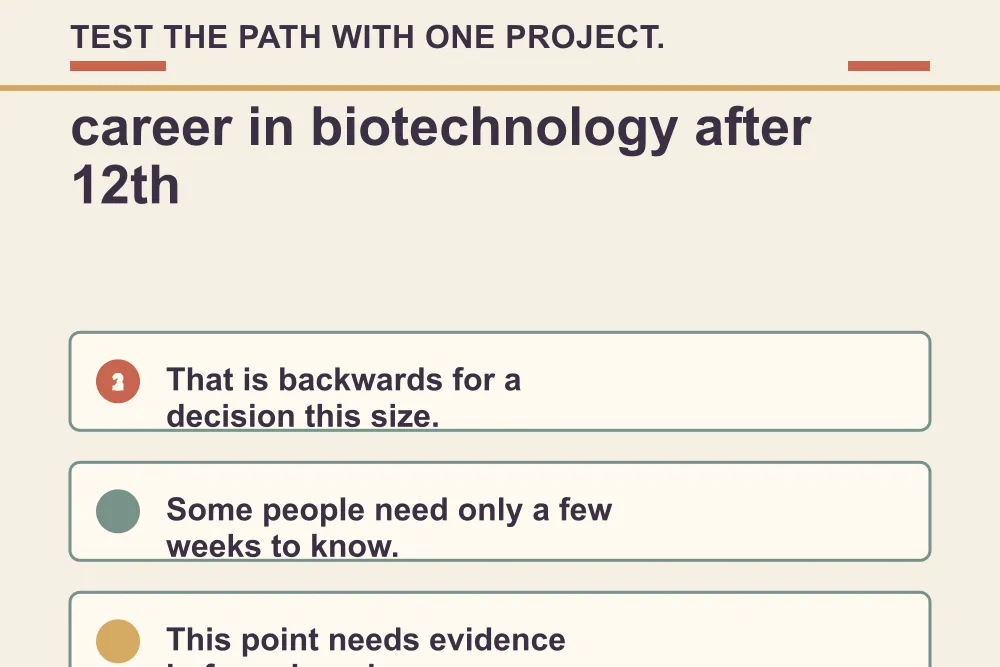 TEST THE PATH WITH ONE PROJECT.
career in biotechnology after
12th
That is backwards for a
decision this size.
Some people need only a few
weeks to know.
This point needs evidence